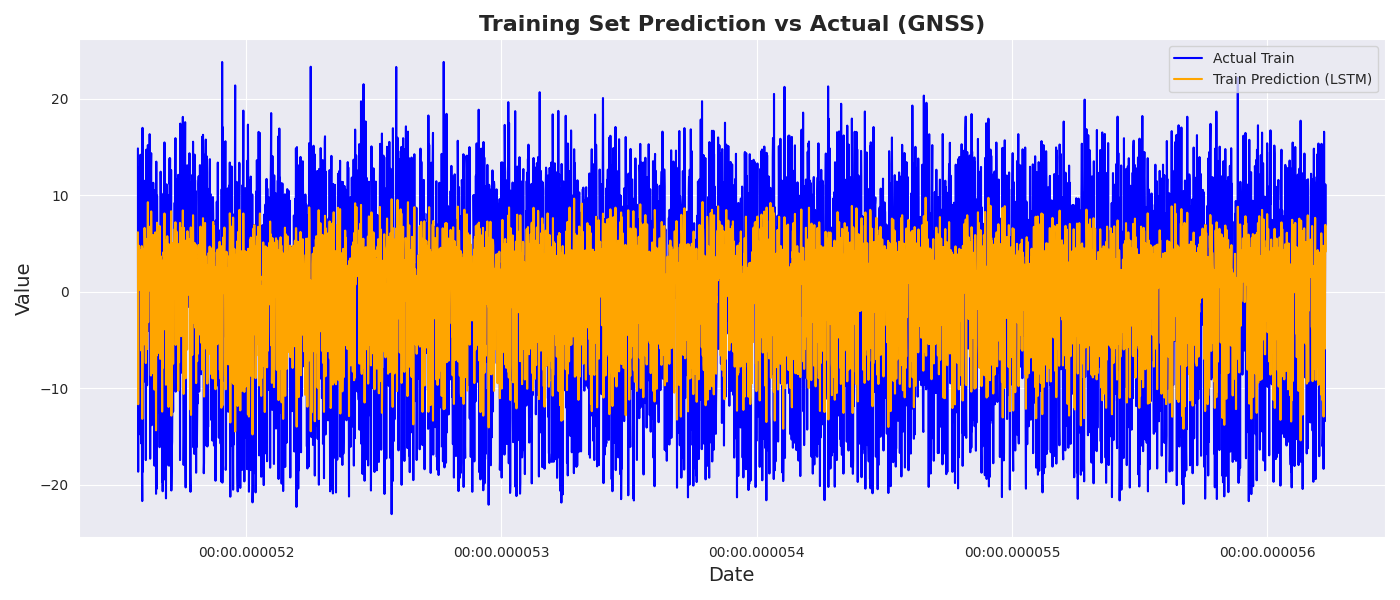 Training Set Prediction vs Actual (GNSS)
Actual Train
Train Prediction (LSTM)
Value
20
10
0
−10
−20
00:00.000052
00:00.000053
00:00.000054
00:00.000055
00:00.000056
Date